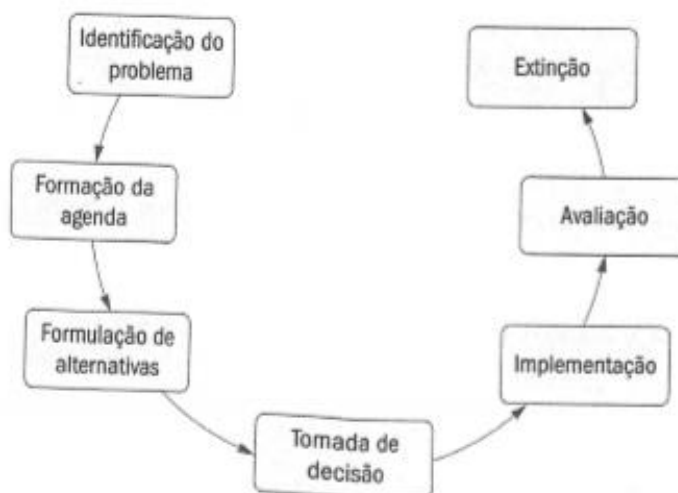 Identificação do
problema
Formação da
agenda
Formulação de
alternativas
Tomada de
decisão
Implementação
Avaliação
Extinção